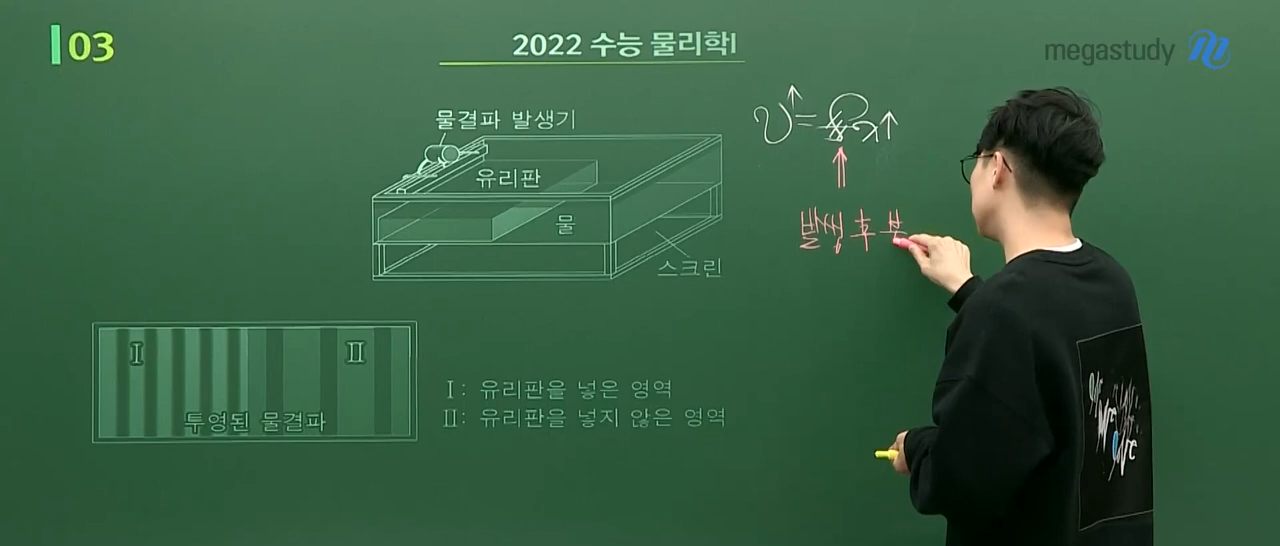 03
2022 수능 물리학I
megastudy
물결파 발생기
유리판
물
스크린
발생 후 부
Ⅰ
Ⅱ
투영된 물결파
Ⅰ: 유리판을 넣은 영역
Ⅱ: 유리판을 넣지 않은 영역